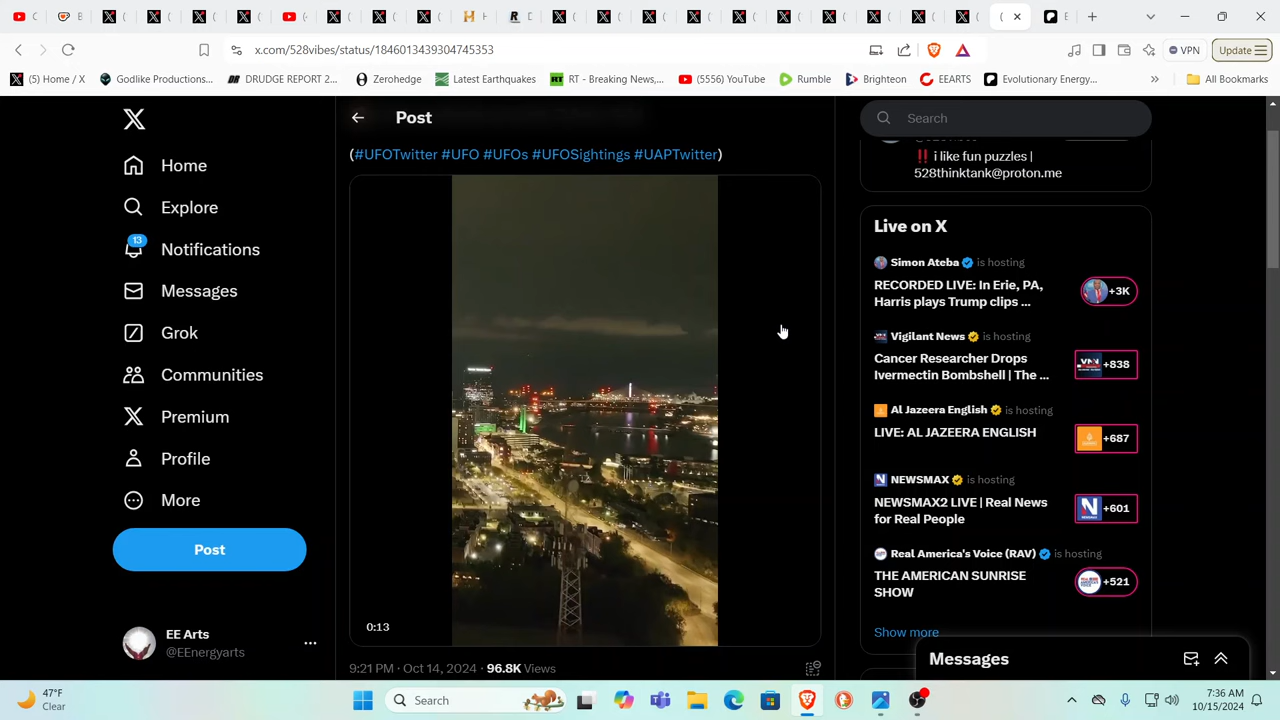 x.com/528vibes/status/1846013439304745353
VPN
Update
(5) Home / X
Godlike Productions...
DRUDGE REPORT 2...
Zerohedge
Latest Earthquakes
RT - Breaking News,...
(5556) YouTube
Rumble
Brighteon
EEARTS
Evolutionary Energy...
All Bookmarks
Home
Explore
13
Notifications
Messages
Grok
Communities
Premium
Profile
More
Post
EE Arts
@EEnergyarts
Post
(#UFOTwitter #UFO #UFOs #UFOSightings #UAPTwitter)
0:13
9:21 PM · Oct 14, 2024 · 96.8K Views
Search
‼️ i like fun puzzles |
528thinktank@proton.me
Live on X
Simon Ateba is hosting
RECORDED LIVE: In Erie, PA,
Harris plays Trump clips ...
+3K
Vigilant News is hosting
Cancer Researcher Drops
Ivermectin Bombshell | The ...
+838
Al Jazeera English is hosting
LIVE: AL JAZEERA ENGLISH
+687
NEWSMAX is hosting
NEWSMAX2 LIVE | Real News
for Real People
+601
Real America's Voice (RAV) is hosting
THE AMERICAN SUNRISE
SHOW
+521
Show more
Messages
47°F
Clear
Search
7:36 AM
10/15/2024